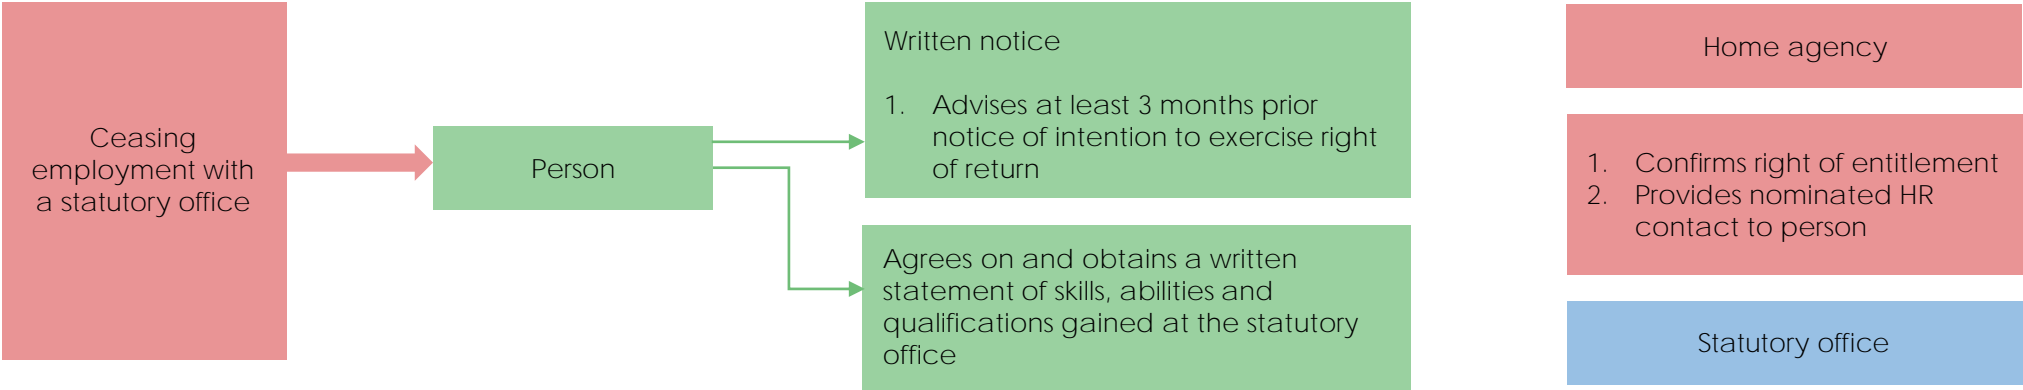 Ceasing
employment with
a statutory office
Person
Written notice
1. Advises at least 3 months prior
notice of intention to exercise right
of return
Agrees on and obtains a written
statement of skills, abilities and
qualifications gained at the statutory
office
Home agency
1. Confirms right of entitlement
2. Provides nominated HR
contact to person
Statutory office